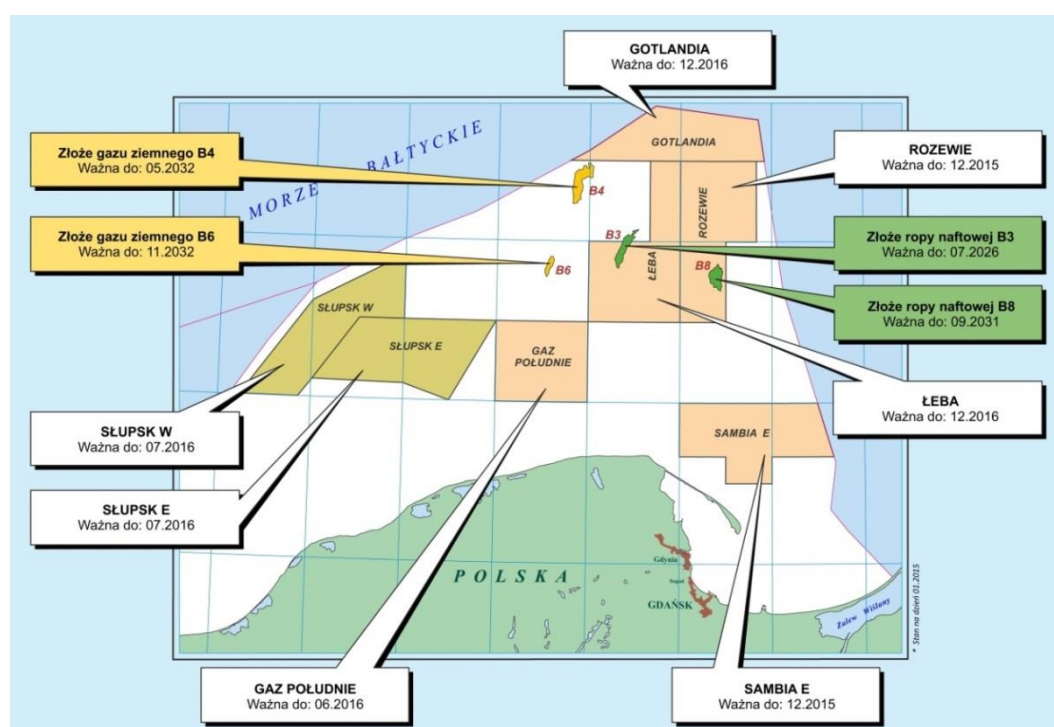 GOTLANDIA
Ważna do: 12.2016
Złoże gazu ziemnego B4
Ważna do: 05.2032
MORZE BAŁTYCKIE
GOTLANDIA
ROZEWIE
Ważna do: 12.2015
B4
ROZEWIE
Złoże gazu ziemnego B6
Ważna do: 11.2032
B3
Złoże ropy naftowej B3
Ważna do: 07.2026
B6
ŁEBA
B8
Złoże ropy naftowej B8
Ważna do: 09.2031
SŁUPSK W
SŁUPSK E
GAZ
POŁUDNIE
ŁEBA
Ważna do: 12.2016
SŁUPSK W
Ważna do: 07.2016
SAMBIA E
SŁUPSK E
Ważna do: 07.2016
Gdynia
POLSKA
Sopot
GDAŃSK
Zalew Wiślany
* Stan na dzień 01.2015
GAZ POŁUDNIE
Ważna do: 06.2016
SAMBIA E
Ważna do: 12.2015